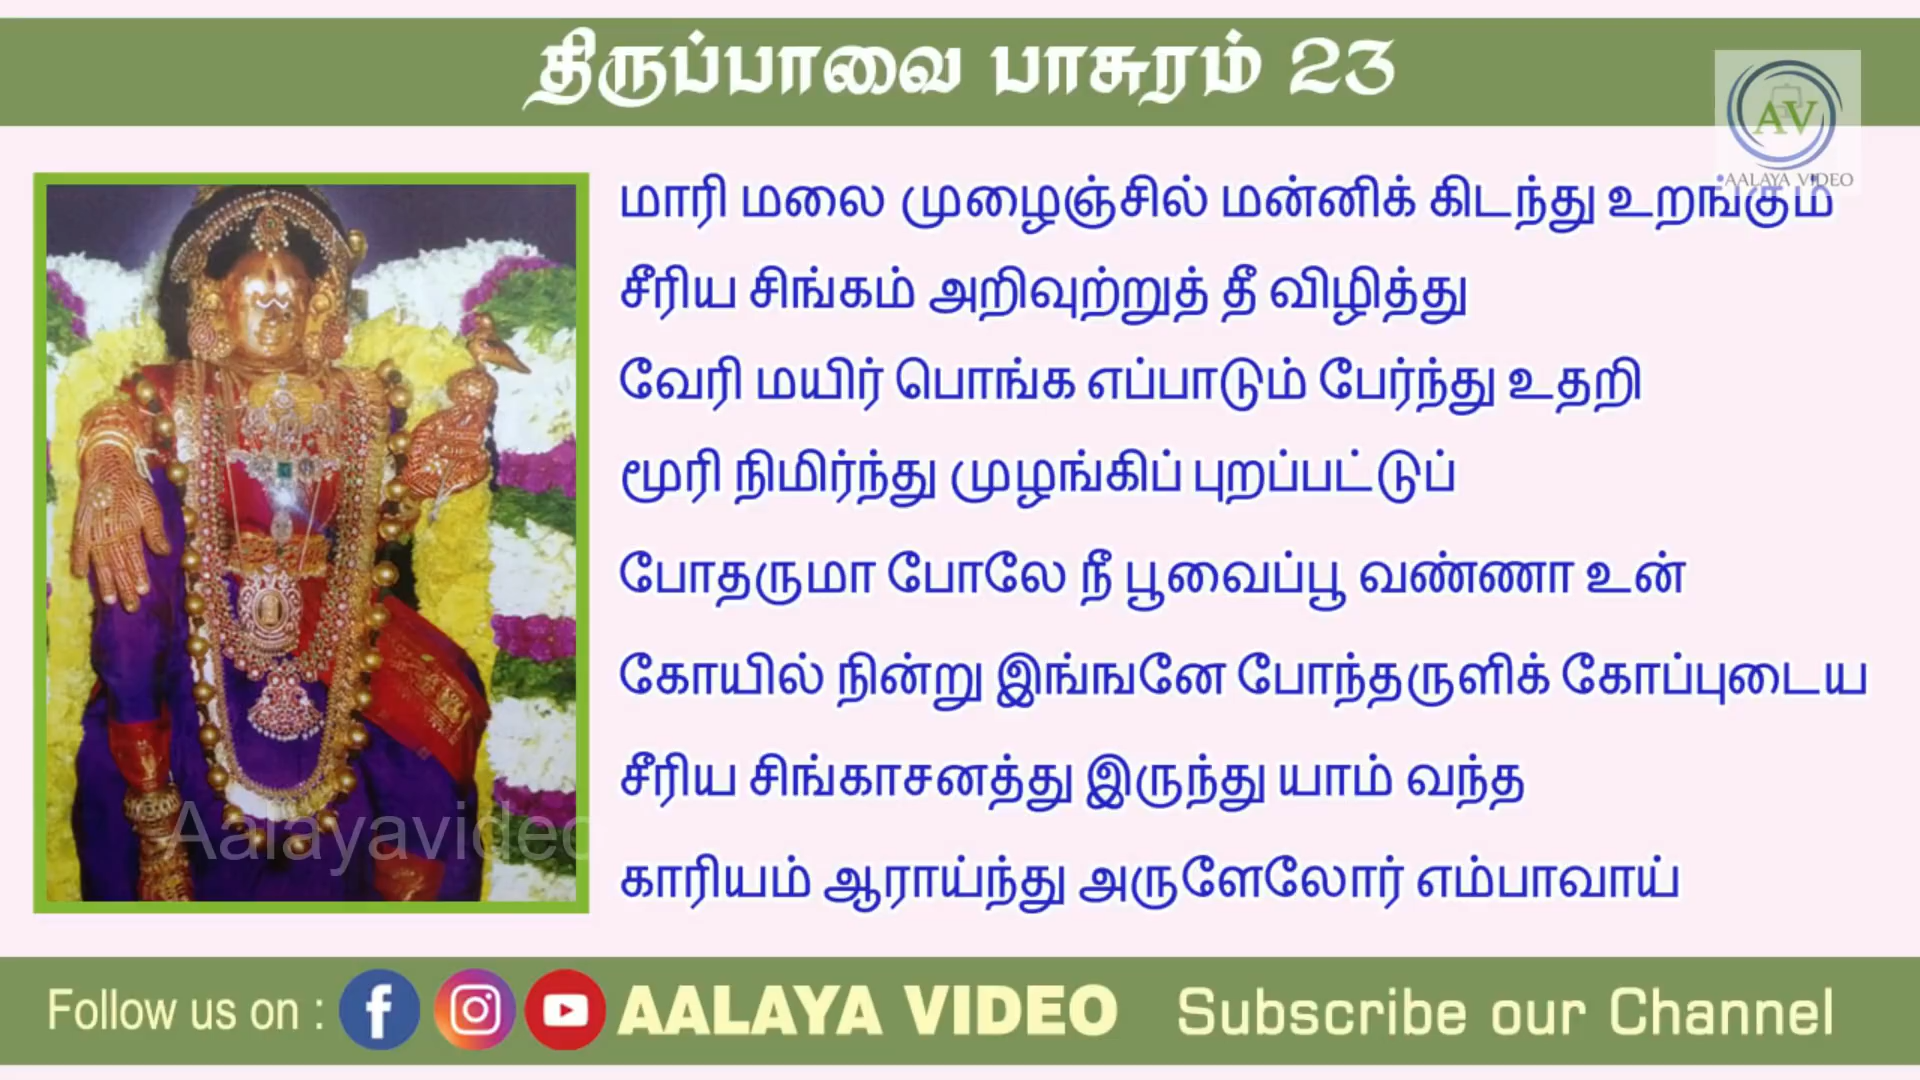 திருப்பாவை பாசுரம் 23
AV
AALAYA VIDEO
மாரி மலை முழைஞ்சில் மன்னிக் கிடந்து உறங்கும்
சீரிய சிங்கம் அறிவுற்றுத் தீ விழித்து
வேரி மயிர் பொங்க எப்பாடும் பேர்ந்து உதறி
மூரி நிமிர்ந்து முழங்கிப் புறப்பட்டுப்
போதருமா போலே நீ பூவைப்பூ வண்ணா உன்
கோயில் நின்று இங்ஙனே போந்தருளிக் கோப்புடைய
சீரிய சிங்காசனத்து இருந்து யாம் வந்த
காரியம் ஆராய்ந்து அருளேலோர் எம்பாவாய்
Aalayavideo
Follow us on : AALAYA VIDEO Subscribe our Channel